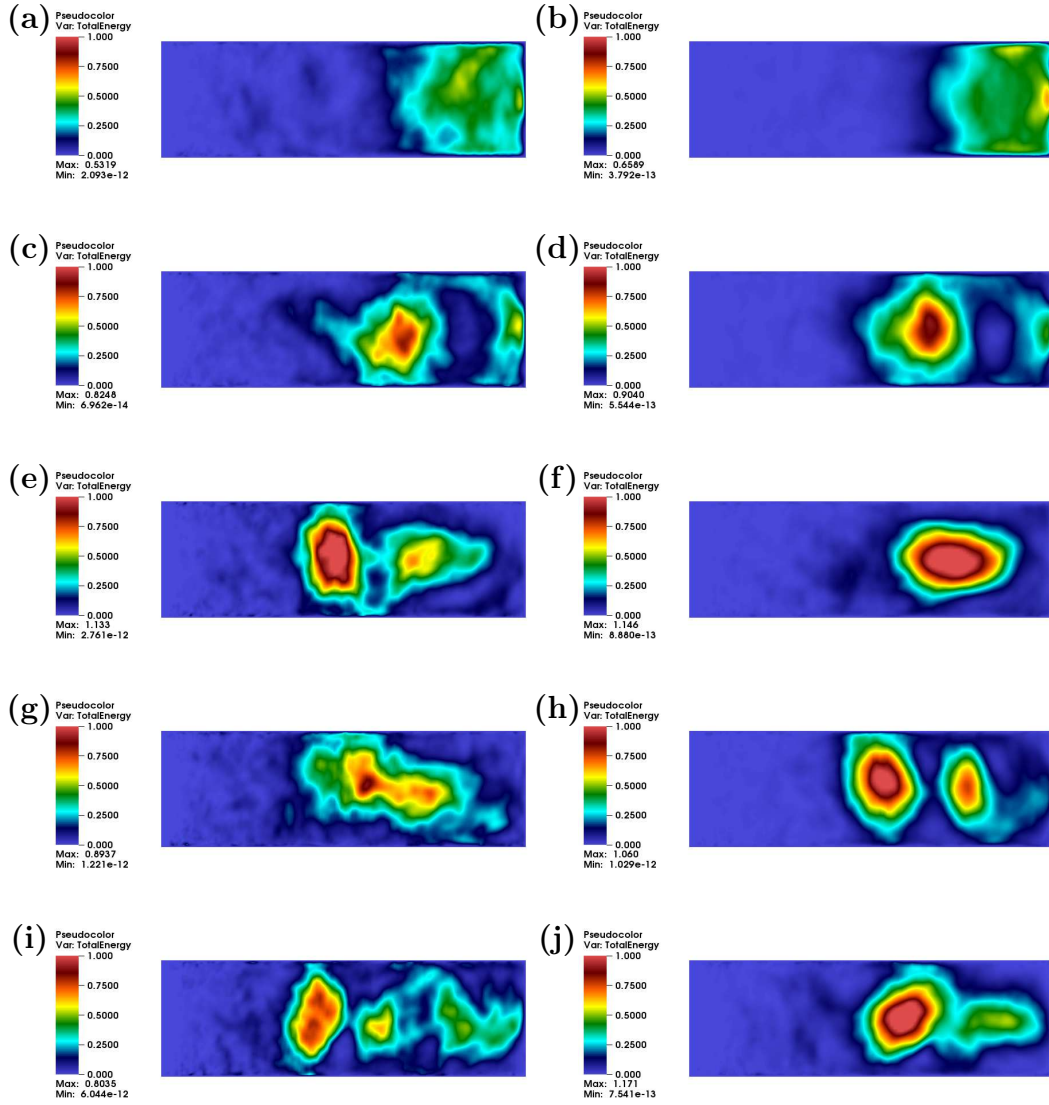 (a)
Pseudocolor
Var: TotalEnergy
1.000
0.7500
0.5000
0.2500
0.000
Max: 0.5319
Min: 2.093e-12
(b)
Pseudocolor
Var: TotalEnergy
1.000
0.7500
0.5000
0.2500
0.000
Max: 0.6589
Min: 3.792e-13
(c)
Pseudocolor
Var: TotalEnergy
1.000
0.7500
0.5000
0.2500
0.000
Max: 0.8248
Min: 6.962e-14
(d)
Pseudocolor
Var: TotalEnergy
1.000
0.7500
0.5000
0.2500
0.000
Max: 0.9040
Min: 5.544e-13
(e)
Pseudocolor
Var: TotalEnergy
1.000
0.7500
0.5000
0.2500
0.000
Max: 1.133
Min: 2.761e-12
(f)
Pseudocolor
Var: TotalEnergy
1.000
0.7500
0.5000
0.2500
0.000
Max: 1.146
Min: 8.880e-13
(g)
Pseudocolor
Var: TotalEnergy
1.000
0.7500
0.5000
0.2500
0.000
Max: 0.8937
Min: 1.221e-12
(h)
Pseudocolor
Var: TotalEnergy
1.000
0.7500
0.5000
0.2500
0.000
Max: 1.060
Min: 1.029e-12
(i)
Pseudocolor
Var: TotalEnergy
1.000
0.7500
0.5000
0.2500
0.000
Max: 0.8035
Min: 6.044e-12
(j)
Pseudocolor
Var: TotalEnergy
1.000
0.7500
0.5000
0.2500
0.000
Max: 1.171
Min: 7.541e-13